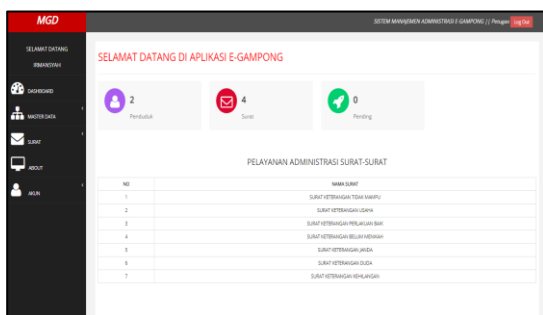 MGD
SISTEM MANAJEMEN ADMINISTRASI E-GAMPONG | | Petugas Log Out
SELAMAT DATANG
IRMANSYAH
DASHBOARD
MASTER DATA
SURAT
ABOUT
AKUN
SELAMAT DATANG DI APLIKASI E-GAMPONG
2
Penduduk
4
Surat
0
Pending
PELAYANAN ADMINISTRASI SURAT-SURAT
NO NAMA SURAT
1 SURAT KETERANGAN TIDAK MAMPU
2 SURAT KETERANGAN USAHA
3 SURAT KETERANGAN PERLAKUAN BAIK
4 SURAT KETERANGAN BELUM MENIKAH
5 SURAT KETERANGAN JANDA
6 SURAT KETERANGAN DUDA
7 SURAT KETERANGAN KEHILANGAN